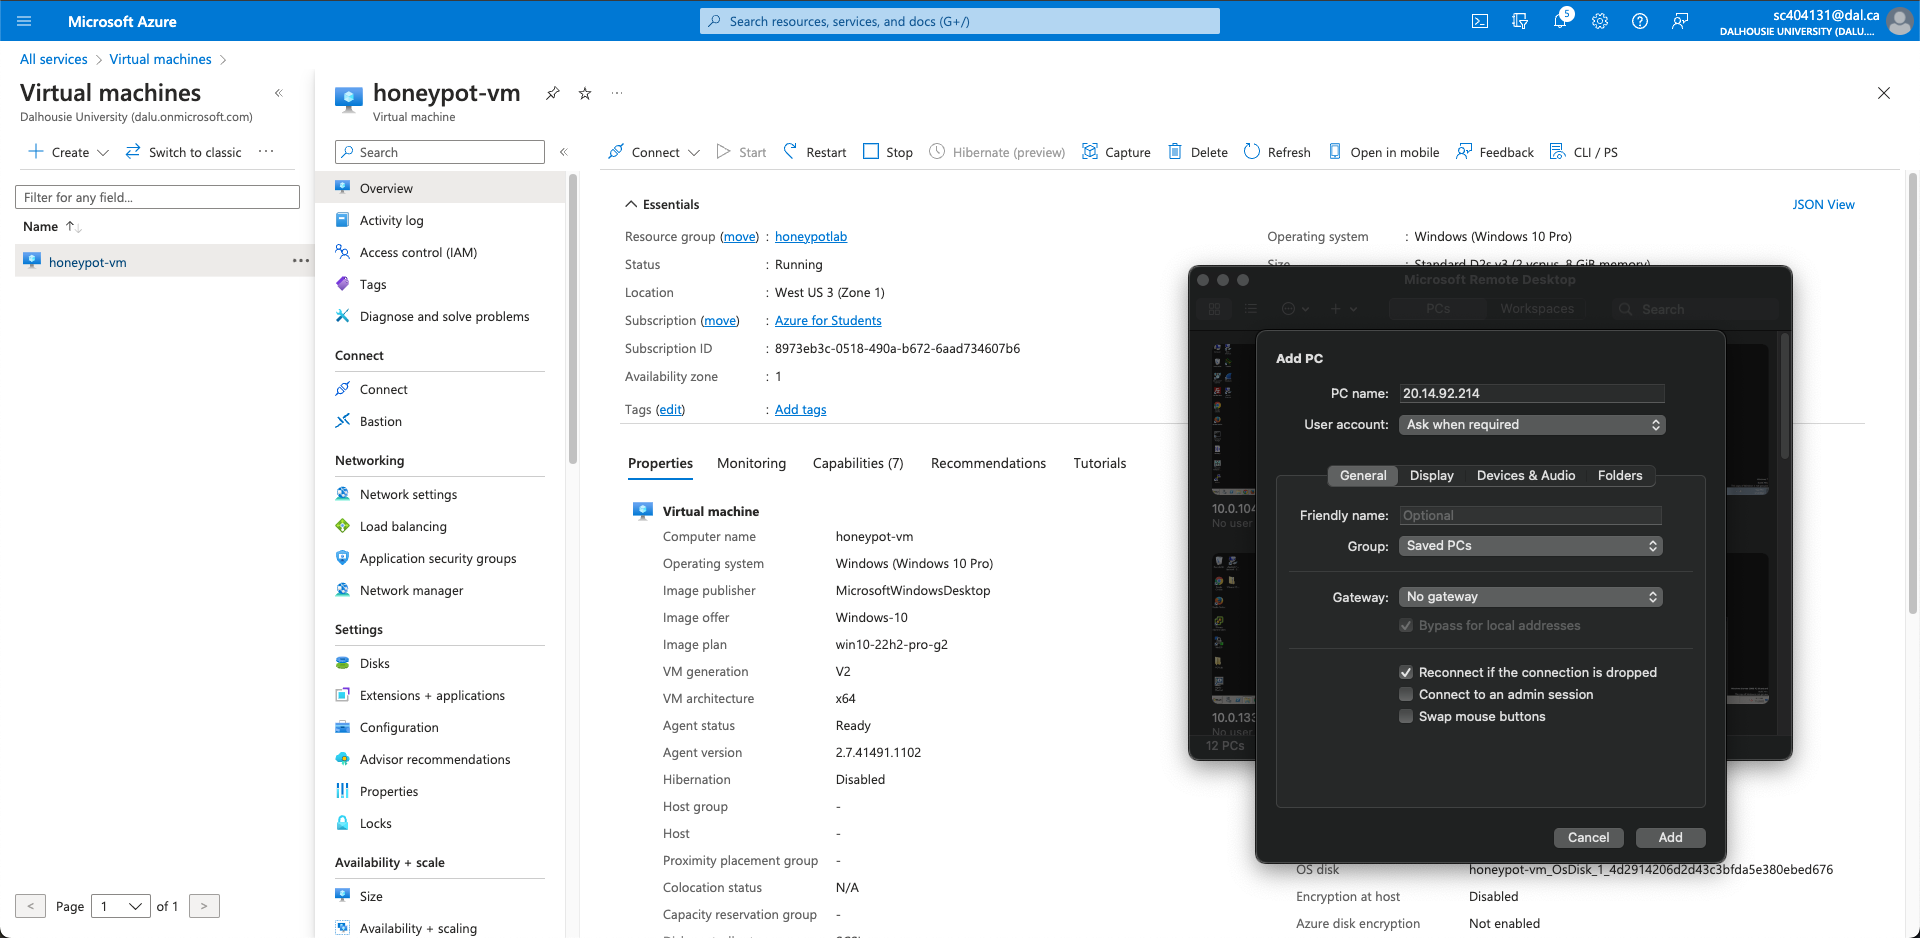 Microsoft Azure
Search resources, services, and docs (G+/)
5
sc404131@dal.ca
DALHOUSIE UNIVERSITY (DALU....
All services > Virtual machines >
Virtual machines
Dalhousie University (dalu.onmicrosoft.com)
Create
Switch to classic
Filter for any field...
Name
honeypot-vm
< Page 1 of 1 >
honeypot-vm
Virtual machine
Search
Overview
Activity log
Access control (IAM)
Tags
Diagnose and solve problems
Connect
Connect
Bastion
Networking
Network settings
Load balancing
Application security groups
Network manager
Settings
Disks
Extensions + applications
Configuration
Advisor recommendations
Properties
Locks
Availability + scale
Size
Availability + scaling
Connect Start Restart Stop Hibernate (preview) Capture Delete Refresh Open in mobile Feedback CLI / PS
Essentials
JSON View
Resource group (move) : honeypotlab
Status : Running
Location : West US 3 (Zone 1)
Subscription (move) : Azure for Students
Subscription ID : 8973eb3c-0518-490a-b672-6aad734607b6
Availability zone : 1
Tags (edit) : Add tags
Operating system : Windows (Windows 10 Pro)
Size : Standard D2s v3 (2 vcpus, 8 GiB memory)
Properties Monitoring Capabilities (7) Recommendations Tutorials
Virtual machine
Computer name honeypot-vm
Operating system Windows (Windows 10 Pro)
Image publisher MicrosoftWindowsDesktop
Image offer Windows-10
Image plan win10-22h2-pro-g2
VM generation V2
VM architecture x64
Agent status Ready
Agent version 2.7.41491.1102
Hibernation Disabled
Host group -
Host -
Proximity placement group -
Colocation status N/A
Capacity reservation group -
OS disk honeypot-vm_OsDisk_1_4d2914206d2d43c3bfda5e380ebed676
Encryption at host Disabled
Azure disk encryption Not enabled
Microsoft Remote Desktop
PCs Workspaces Search
10.0.104
No user
10.0.133
No user
12 PCs
Add PC
PC name: 20.14.92.214
User account: Ask when required
General Display Devices & Audio Folders
Friendly name: Optional
Group: Saved PCs
Gateway: No gateway
Bypass for local addresses
Reconnect if the connection is dropped
Connect to an admin session
Swap mouse buttons
Cancel Add